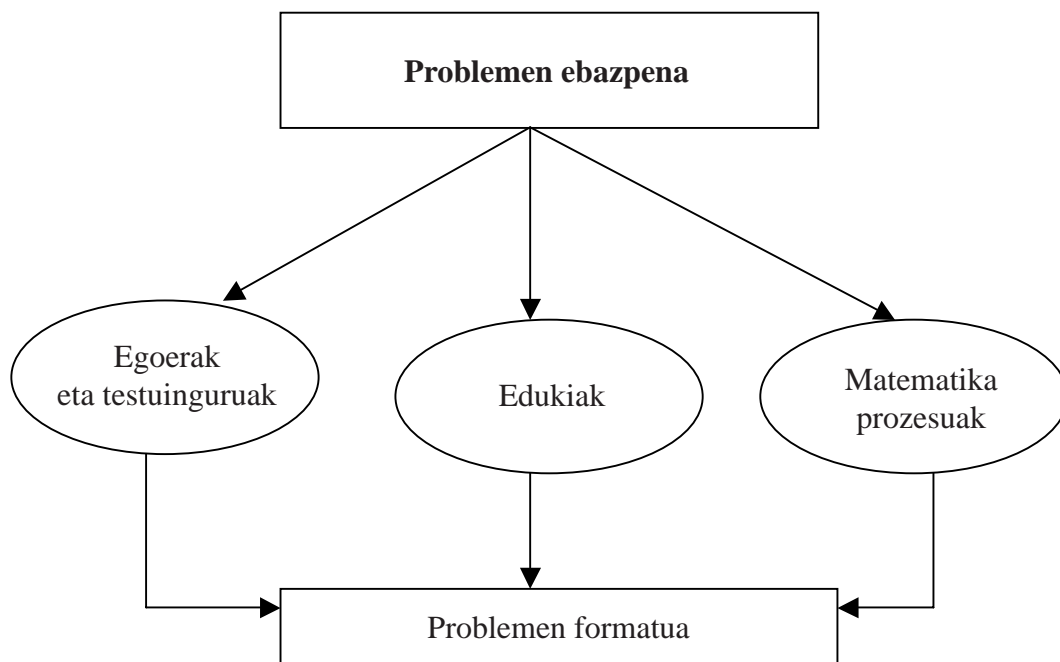 Problemen ebazpena
Egoerak
eta testuinguruak
Edukiak
Matematika
prozesuak
Problemen formatua